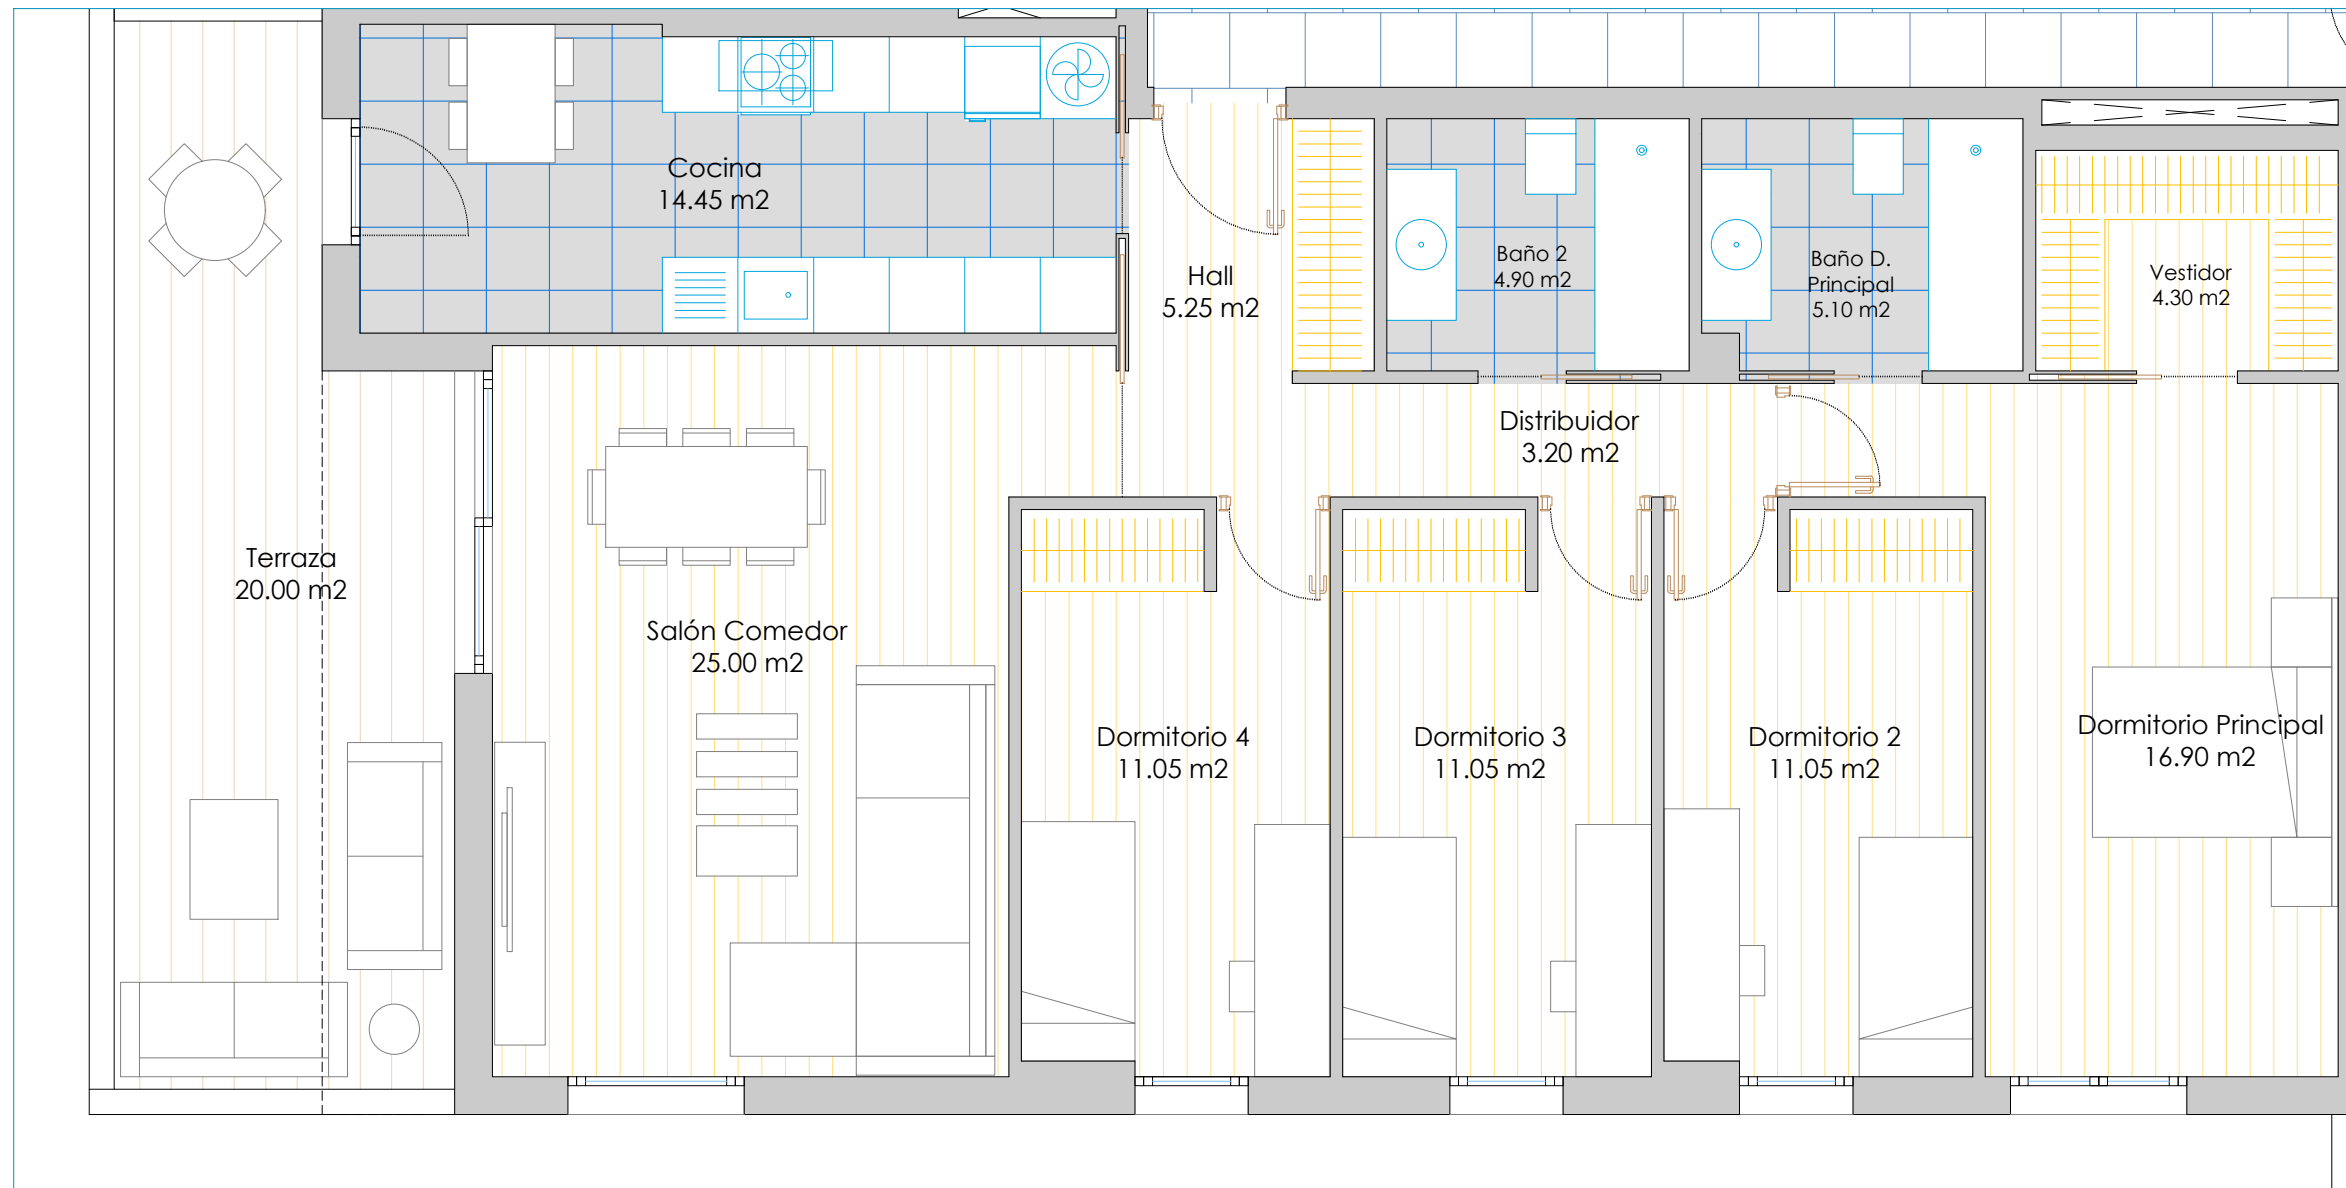 Cocina
14.45 m2
Hall
5.25 m2
Baño 2
4.90 m2
Baño D.
Principal
5.10 m2
Vestidor
4.30 m2
Distribuidor
3.20 m2
Terraza
20.00 m2
Salón Comedor
25.00 m2
Dormitorio 4
11.05 m2
Dormitorio 3
11.05 m2
Dormitorio 2
11.05 m2
Dormitorio Principal
16.90 m2